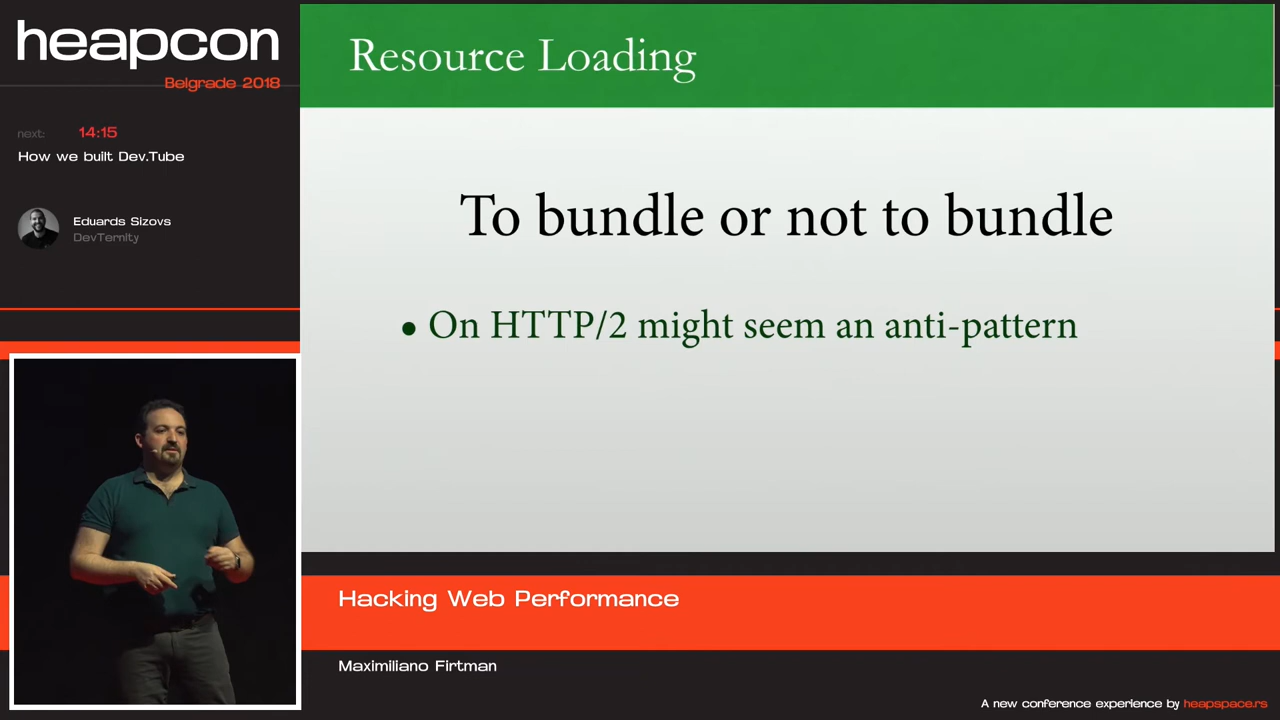 heapcon
Belgrade 2018
next: 14:15
How we built Dev.Tube
Eduards Sizovs
DevTernity
Resource Loading
To bundle or not to bundle
• On HTTP/2 might seem an anti-pattern
Hacking Web Performance
Maximiliano Firtman
A new conference experience by heapspace.rs